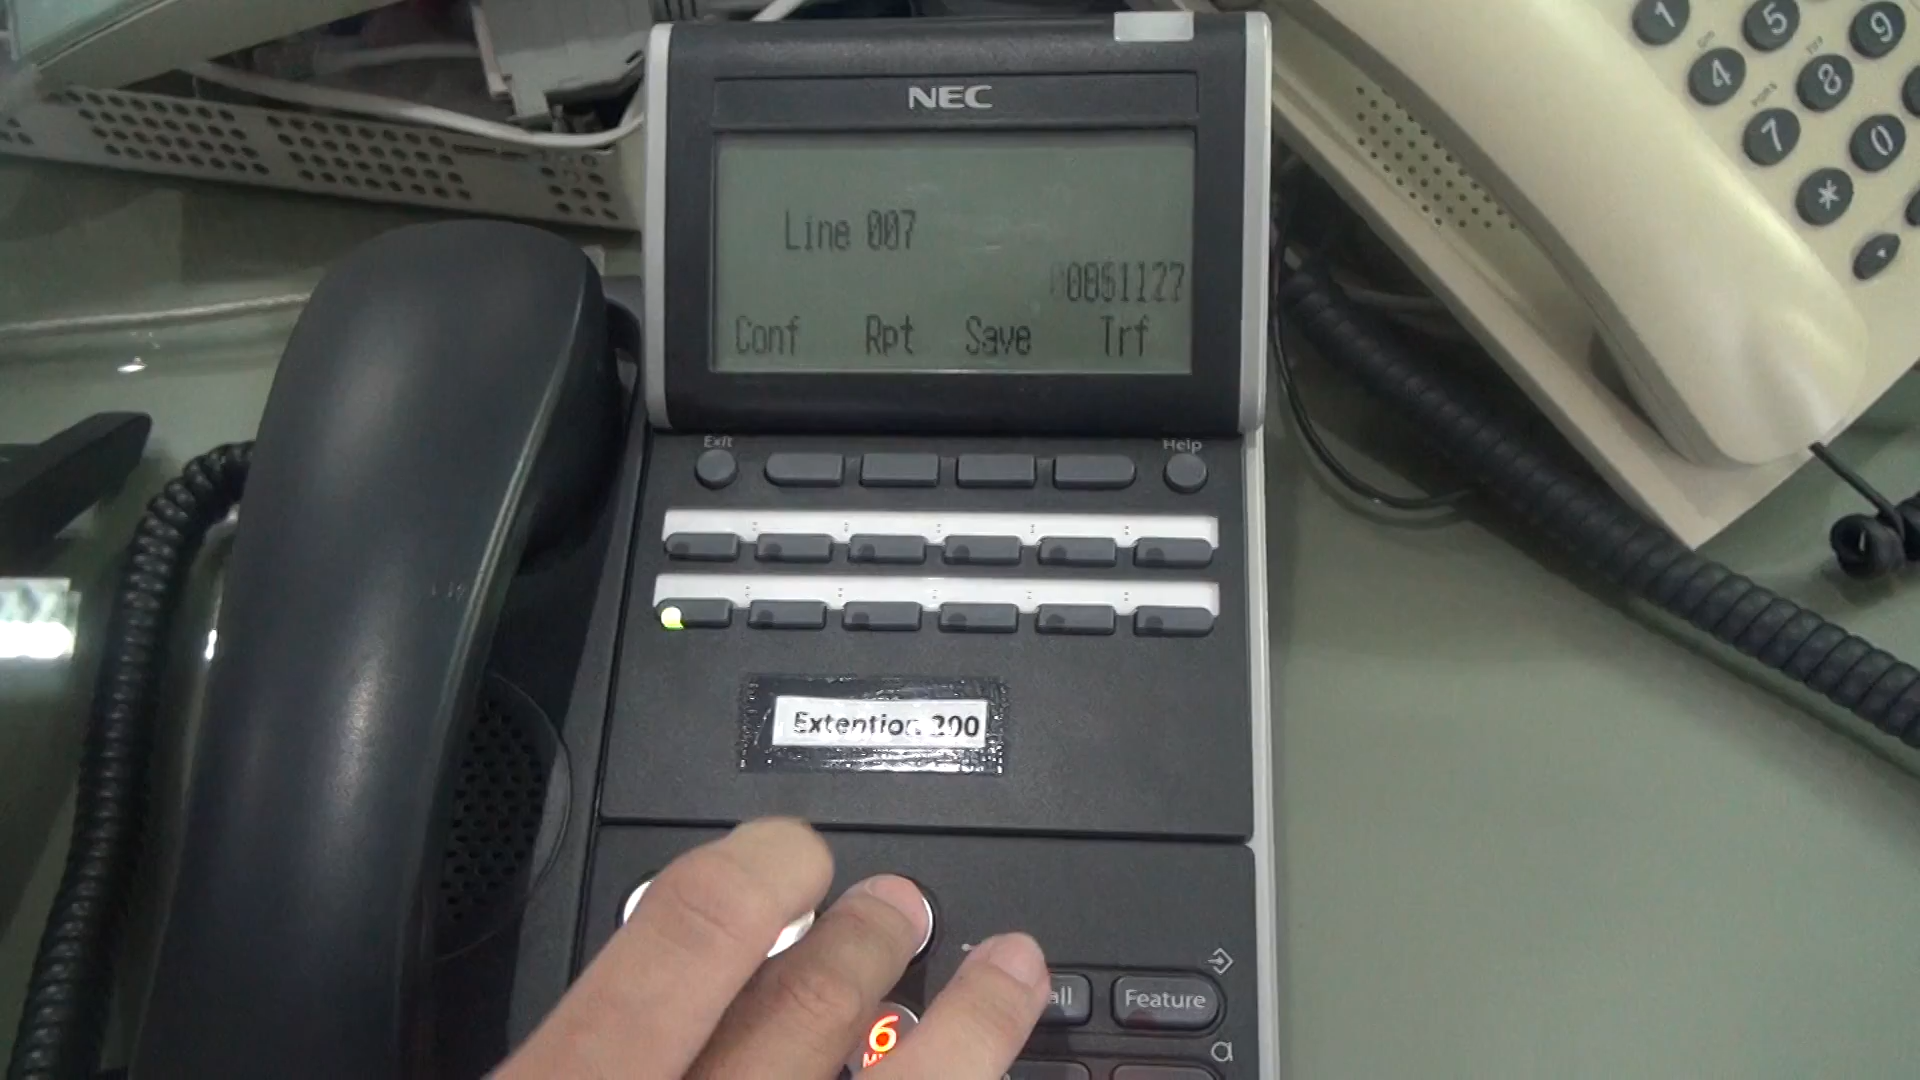 NEC
Line 007
Conf Rpt Save Trf
Exit
Help
Extention 200
Feature
6
1
5
9
4
8
7
0
*